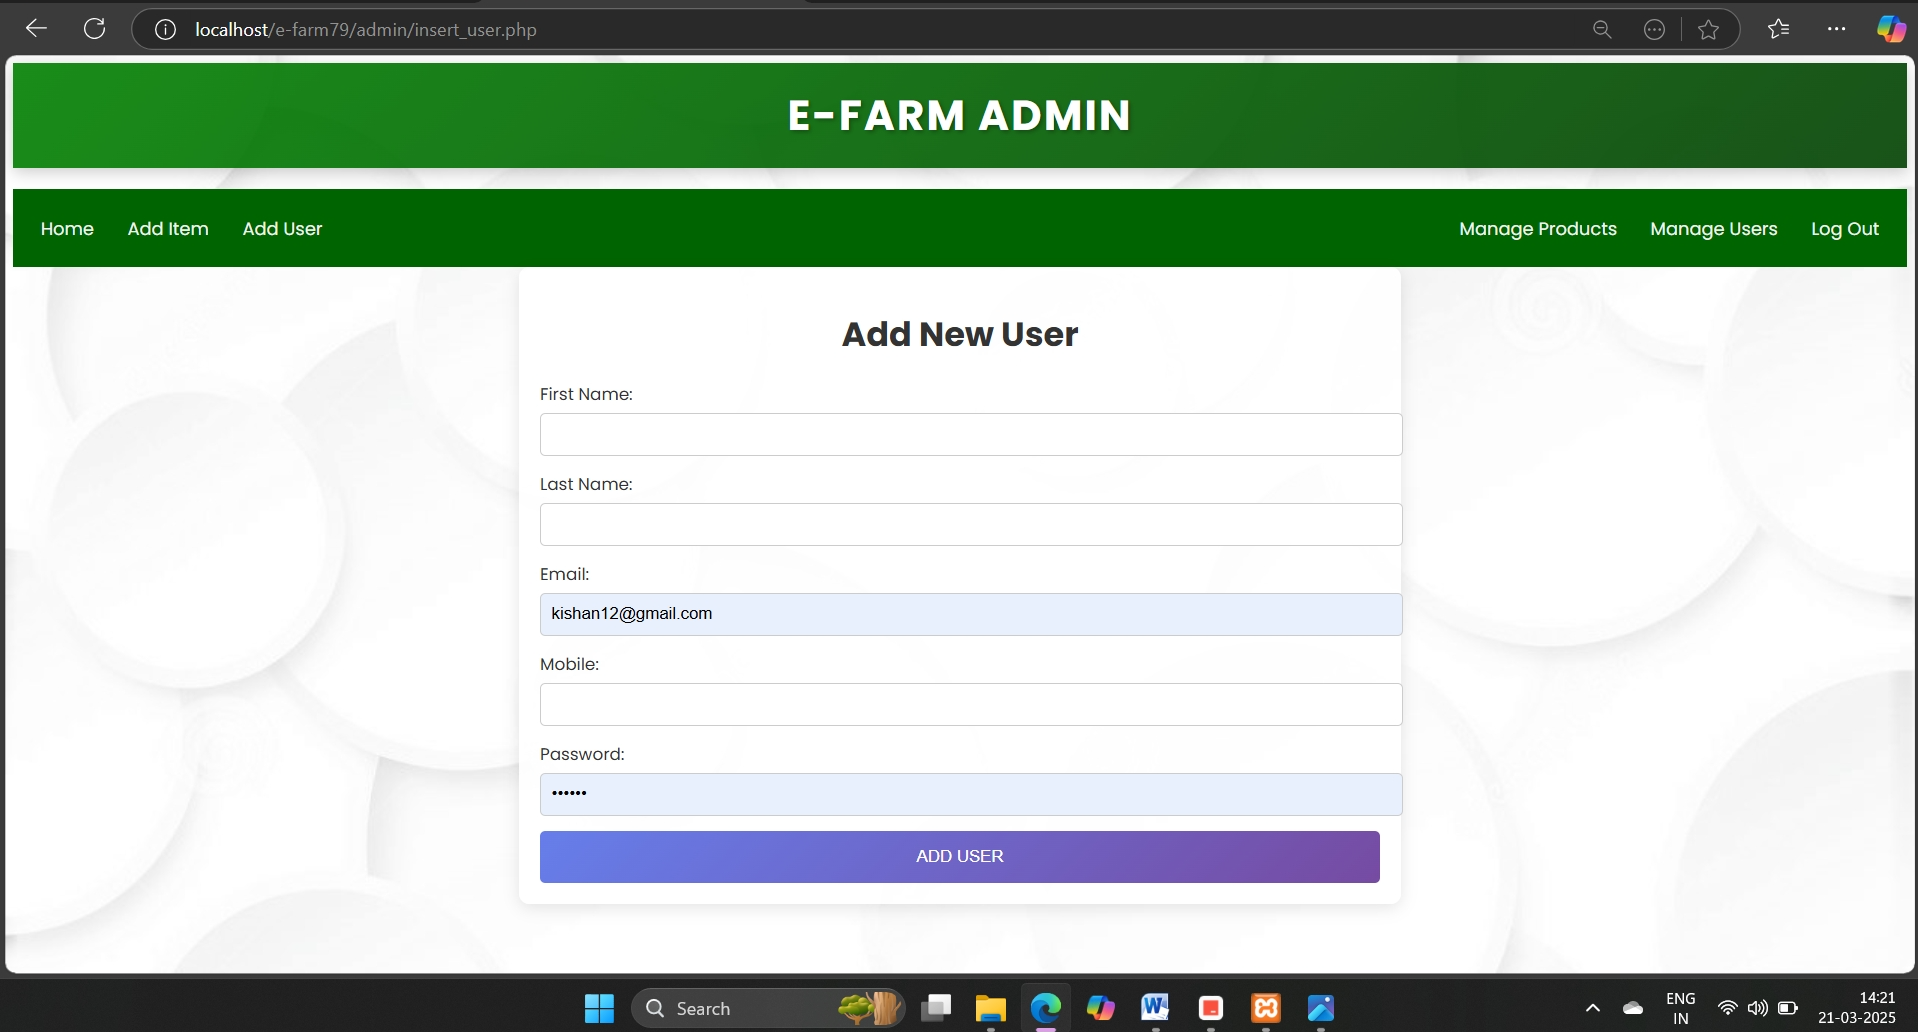 localhost/e-farm79/admin/insert_user.php
E-FARM ADMIN
Home Add Item Add User Manage Products Manage Users Log Out
Add New User
First Name:
Last Name:
Email:
kishan12@gmail.com
Mobile:
Password:
••••••
ADD USER
Search
ENG
IN
14:21
21-03-2025